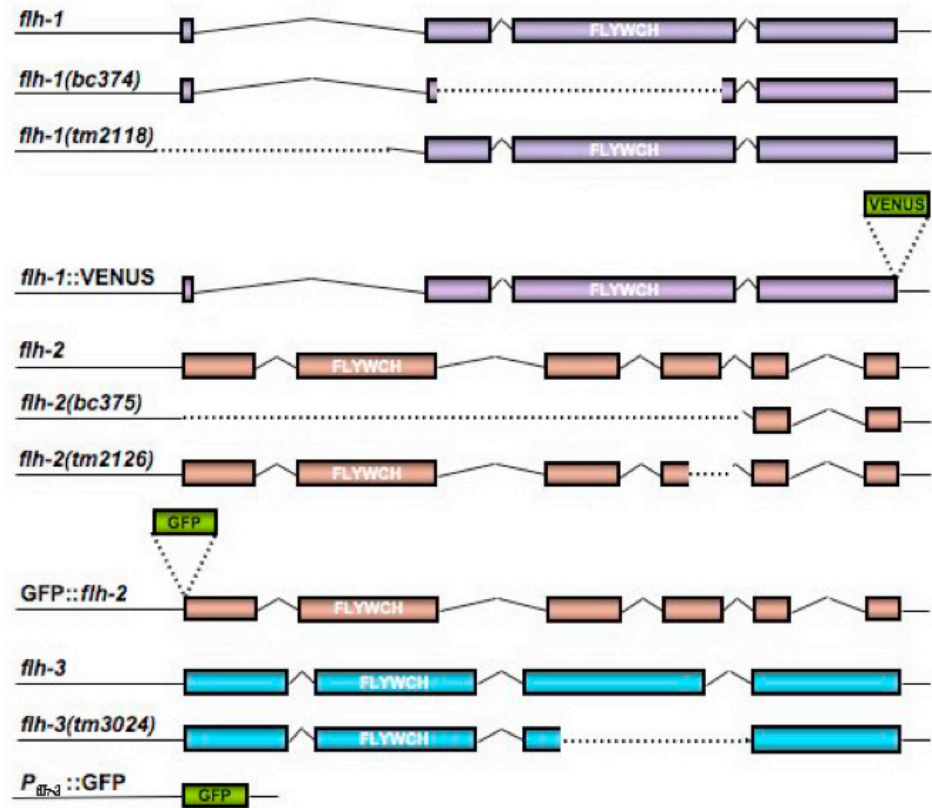 flh-1
FLYWCH
flh-1(bc374)
flh-1(tm2118)
FLYWCH
VENUS
flh-1::VENUS
FLYWCH
flh-2
FLYWCH
flh-2(bc375)
flh-2(tm2126)
FLYWCH
GFP
GFP::flh-2
FLYWCH
flh-3
FLYWCH
flh-3(tm3024)
FLYWCH
P ::GFP
GFP